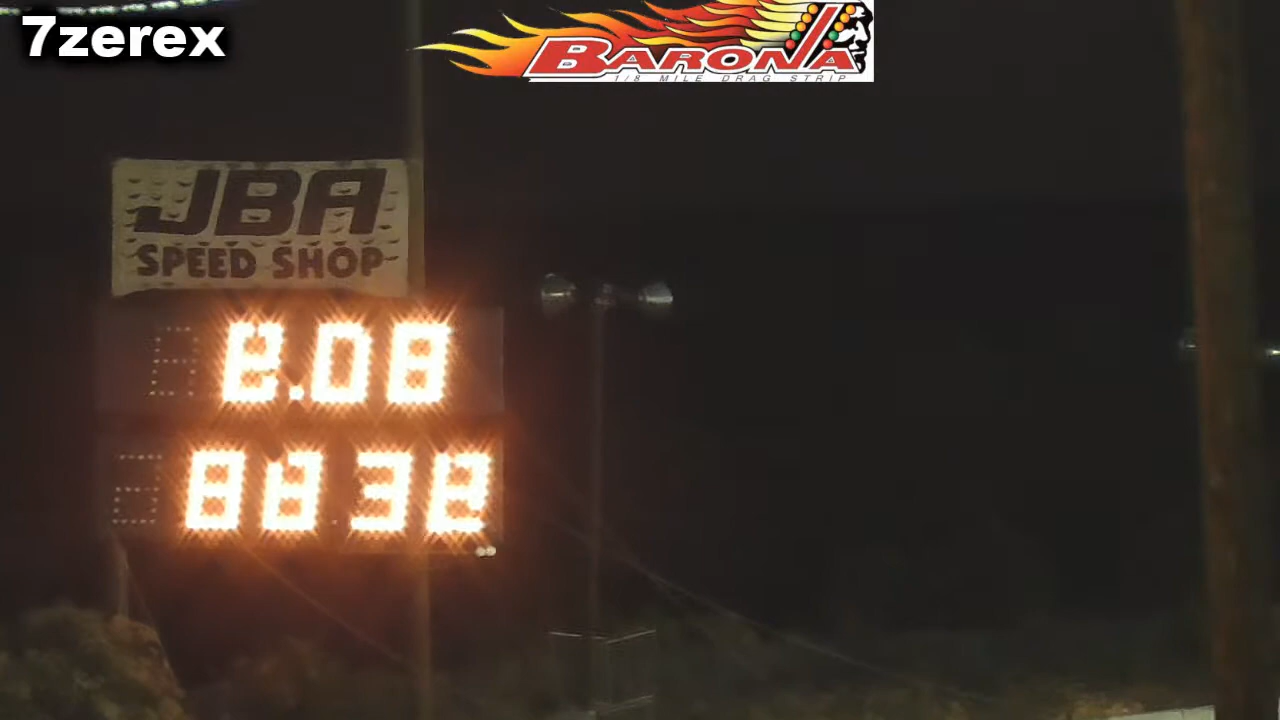 7zerex
BARONA
1/8 MILE DRAG STRIP
JBA
SPEED SHOP